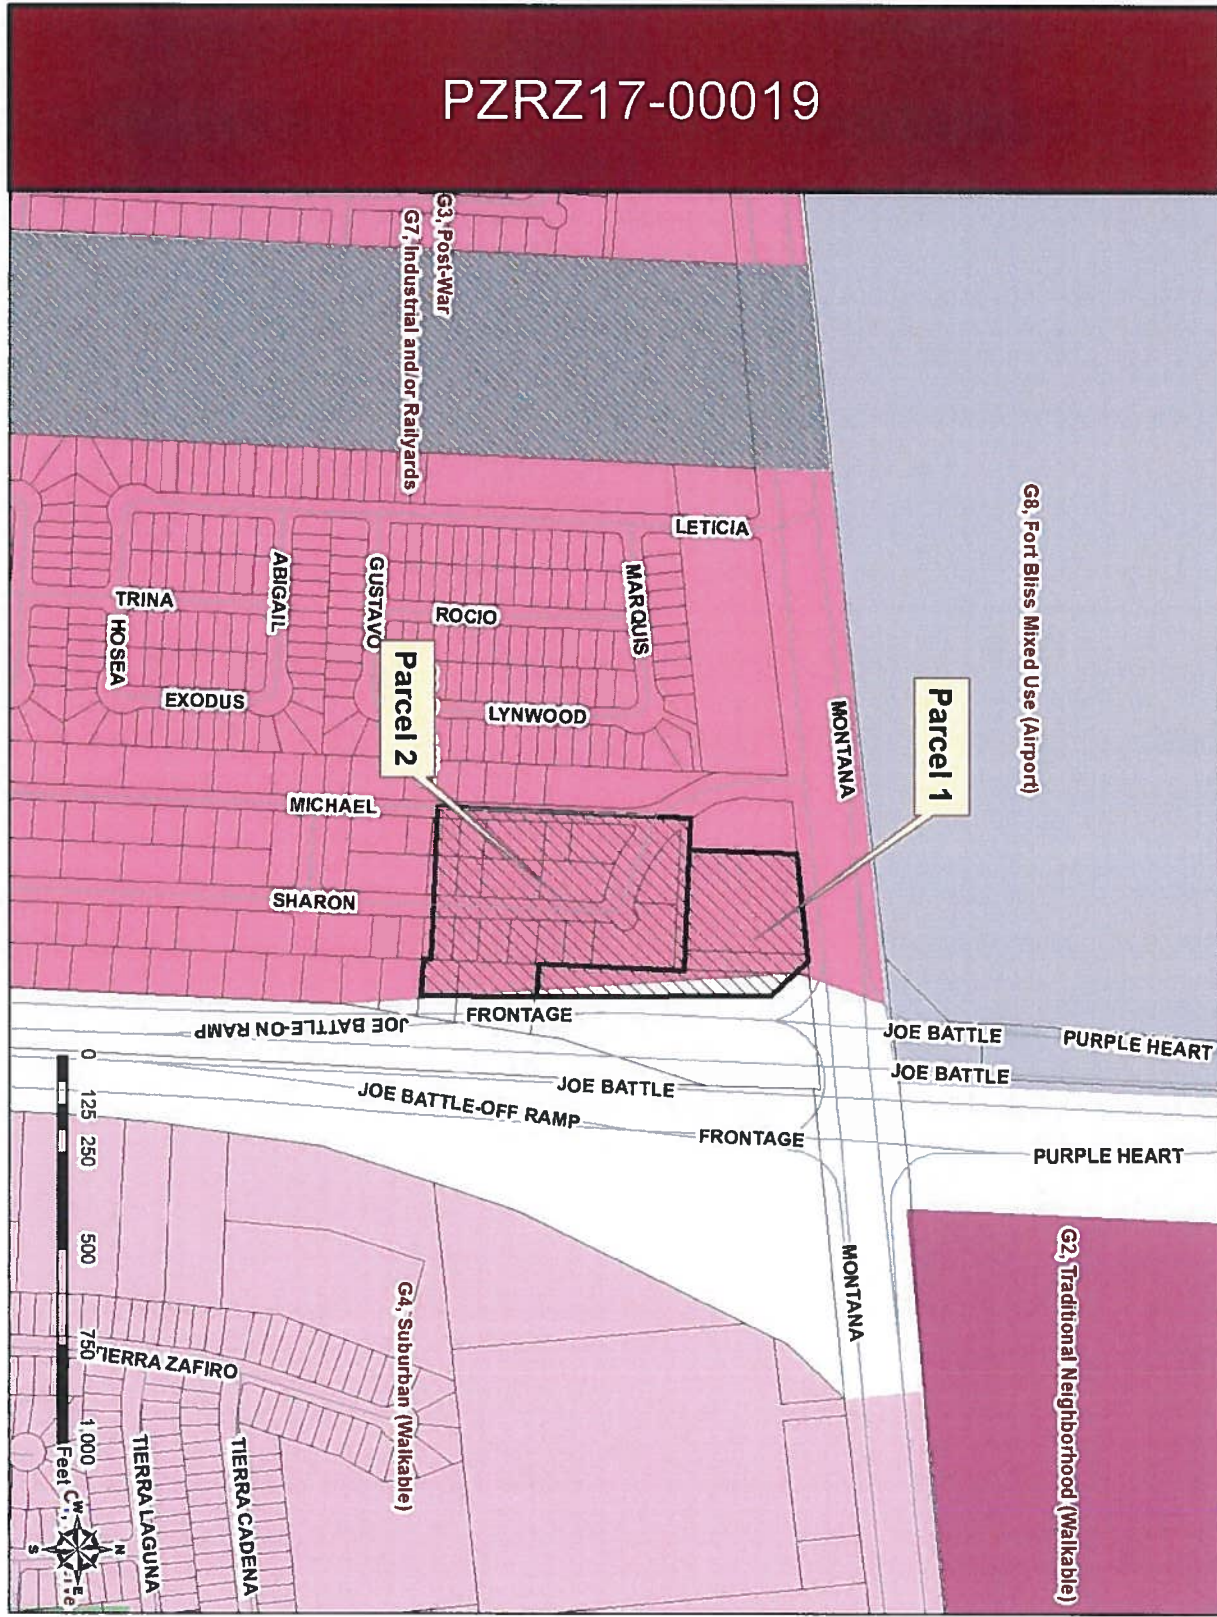 PZRZ17-00019
G3, Post-War
G7, Industrial and/or Railyards
G8, Fort Bliss Mixed Use (Airport)
LETICIA
MARQUIS
ABIGAIL
GUSTAVO
TRINA
ROCIO
HOSEA
EXODUS
LYNWOOD
MONTANA
Parcel 1
Parcel 2
MICHAEL
SHARON
FRONTAGE
JOE BATTLE-ON RAMP
JOE BATTLE
PURPLE HEART
JOE BATTLE
JOE BATTLE
JOE BATTLE-OFF RAMP
FRONTAGE
PURPLE HEART
MONTANA
G2, Traditional Neighborhood (Walkable)
G4, Suburban (Walkable)
TIERRA ZAFIRO
TIERRA CADENA
TIERRA LAGUNA
0 125 250 500 750 1,000
Feet
N
W
E
S